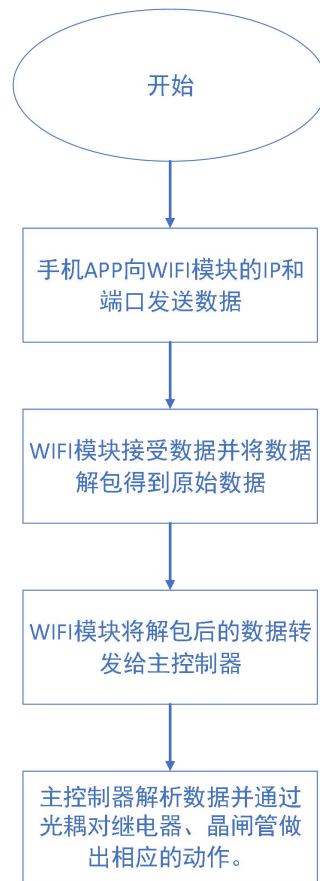 开始
手机APP向WIFI模块的IP和
端口发送数据
WIFI模块接受数据并将数据
解包得到原始数据
WIFI模块将解包后的数据转
发给主控制器
主控制器解析数据并通过
光耦对继电器、晶闸管做
出相应的动作。